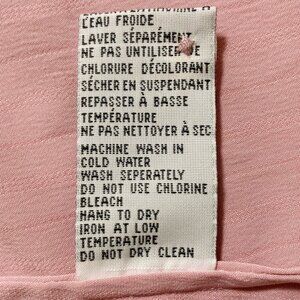 L'EAU FROIDE
LAVER SÉPARÉMENT
NE PAS UNTILISER DE
CHLORURE DÉCOLORANT
SÉCHER EN SUSPENDANT
REPASSER À BASSE
TEMPÉRATURE
NE PAS NETTOYER À SEC
MACHINE WASH IN
COLD WATER
WASH SEPERATELY
DO NOT USE CHLORINE
BLEACH
HANG TO DRY
IRON AT LOW
TEMPERATURE
DO NOT DRY CLEAN